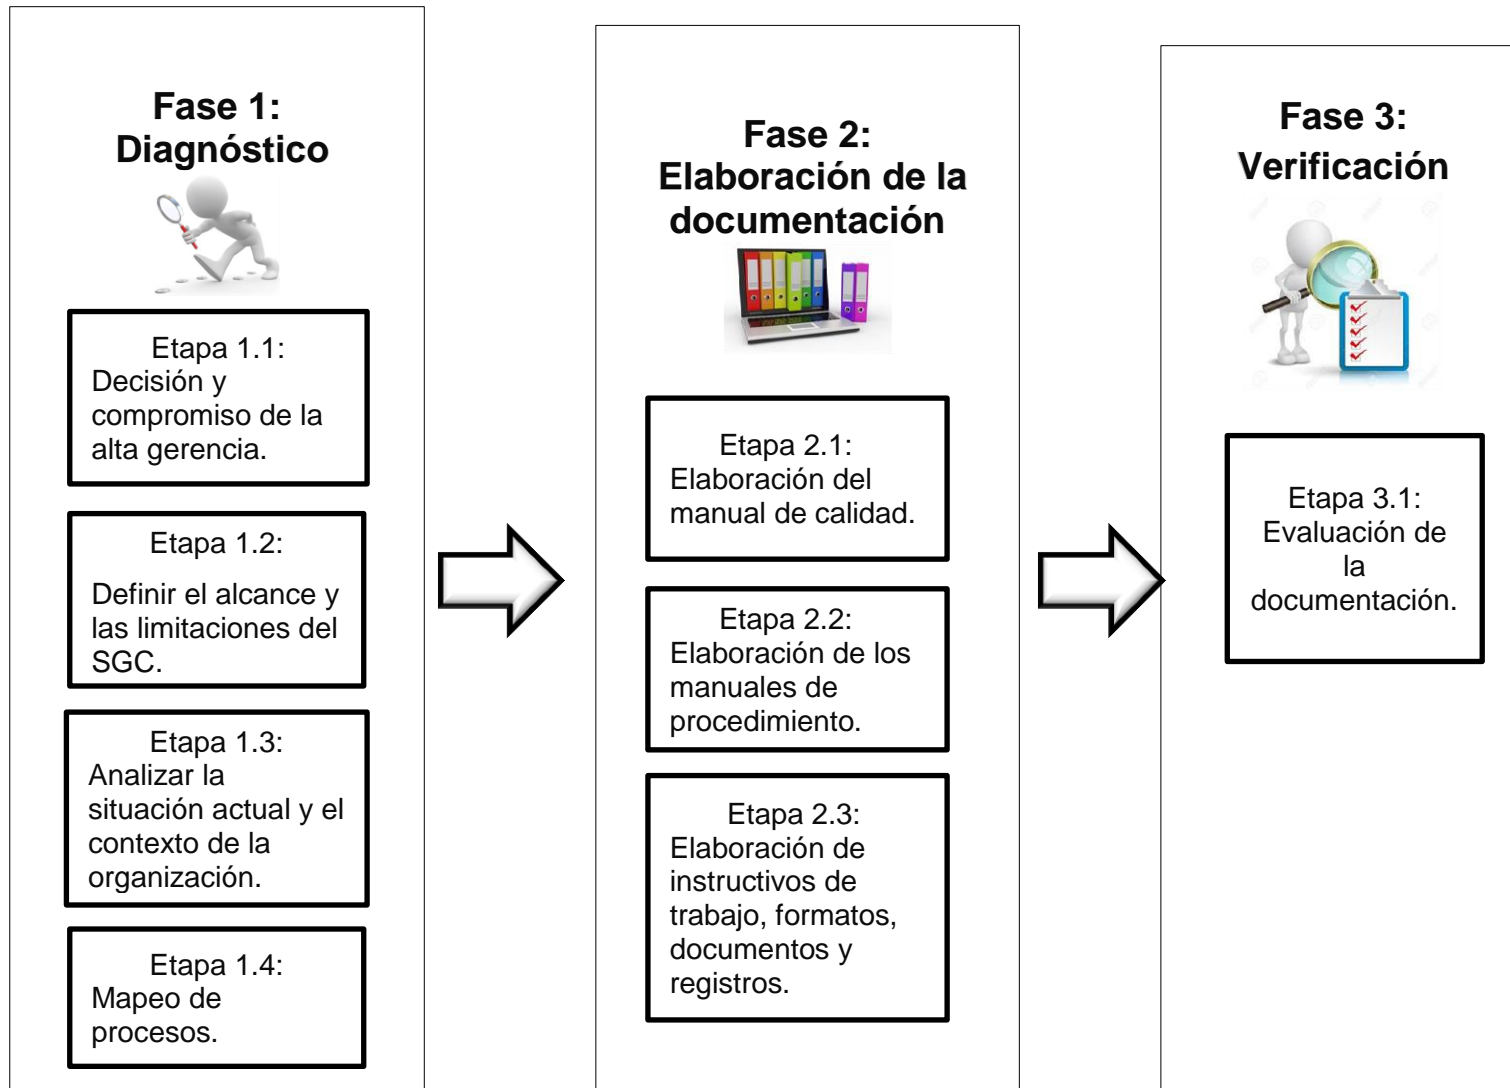 Fase 1:
Diagnóstico
Etapa 1.1:
Decisión y
compromiso de la
alta gerencia.
Etapa 1.2:
Definir el alcance y
las limitaciones del
SGC.
Etapa 1.3:
Analizar la
situación actual y el
contexto de la
organización.
Etapa 1.4:
Mapeo de
procesos.
Fase 2:
Elaboración de la
documentación
Etapa 2.1:
Elaboración del
manual de calidad.
Etapa 2.2:
Elaboración de los
manuales de
procedimiento.
Etapa 2.3:
Elaboración de
instructivos de
trabajo, formatos,
documentos y
registros.
Fase 3:
Verificación
Etapa 3.1:
Evaluación de
la
documentación.